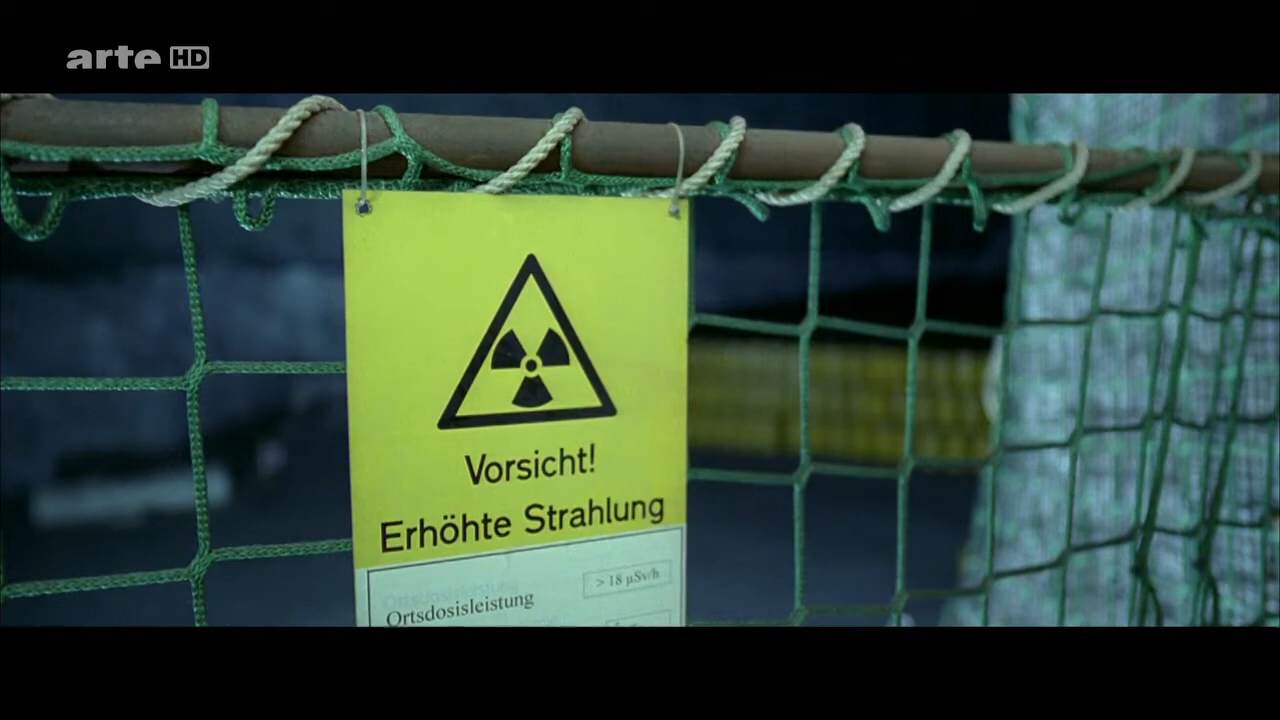 arte HD
Vorsicht!
Erhöhte Strahlung
> 18 µSv/h
Ortsdosisleistung